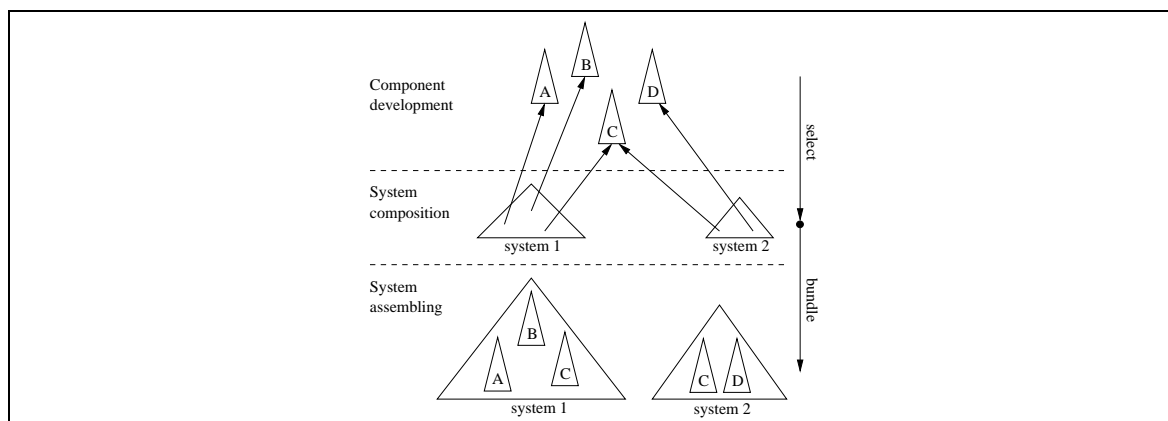 B
A
D
Component
development
C
select
System
composition
system 1
system 2
System
assembling
bundle
B
A
C
C
D
system 1
system 2